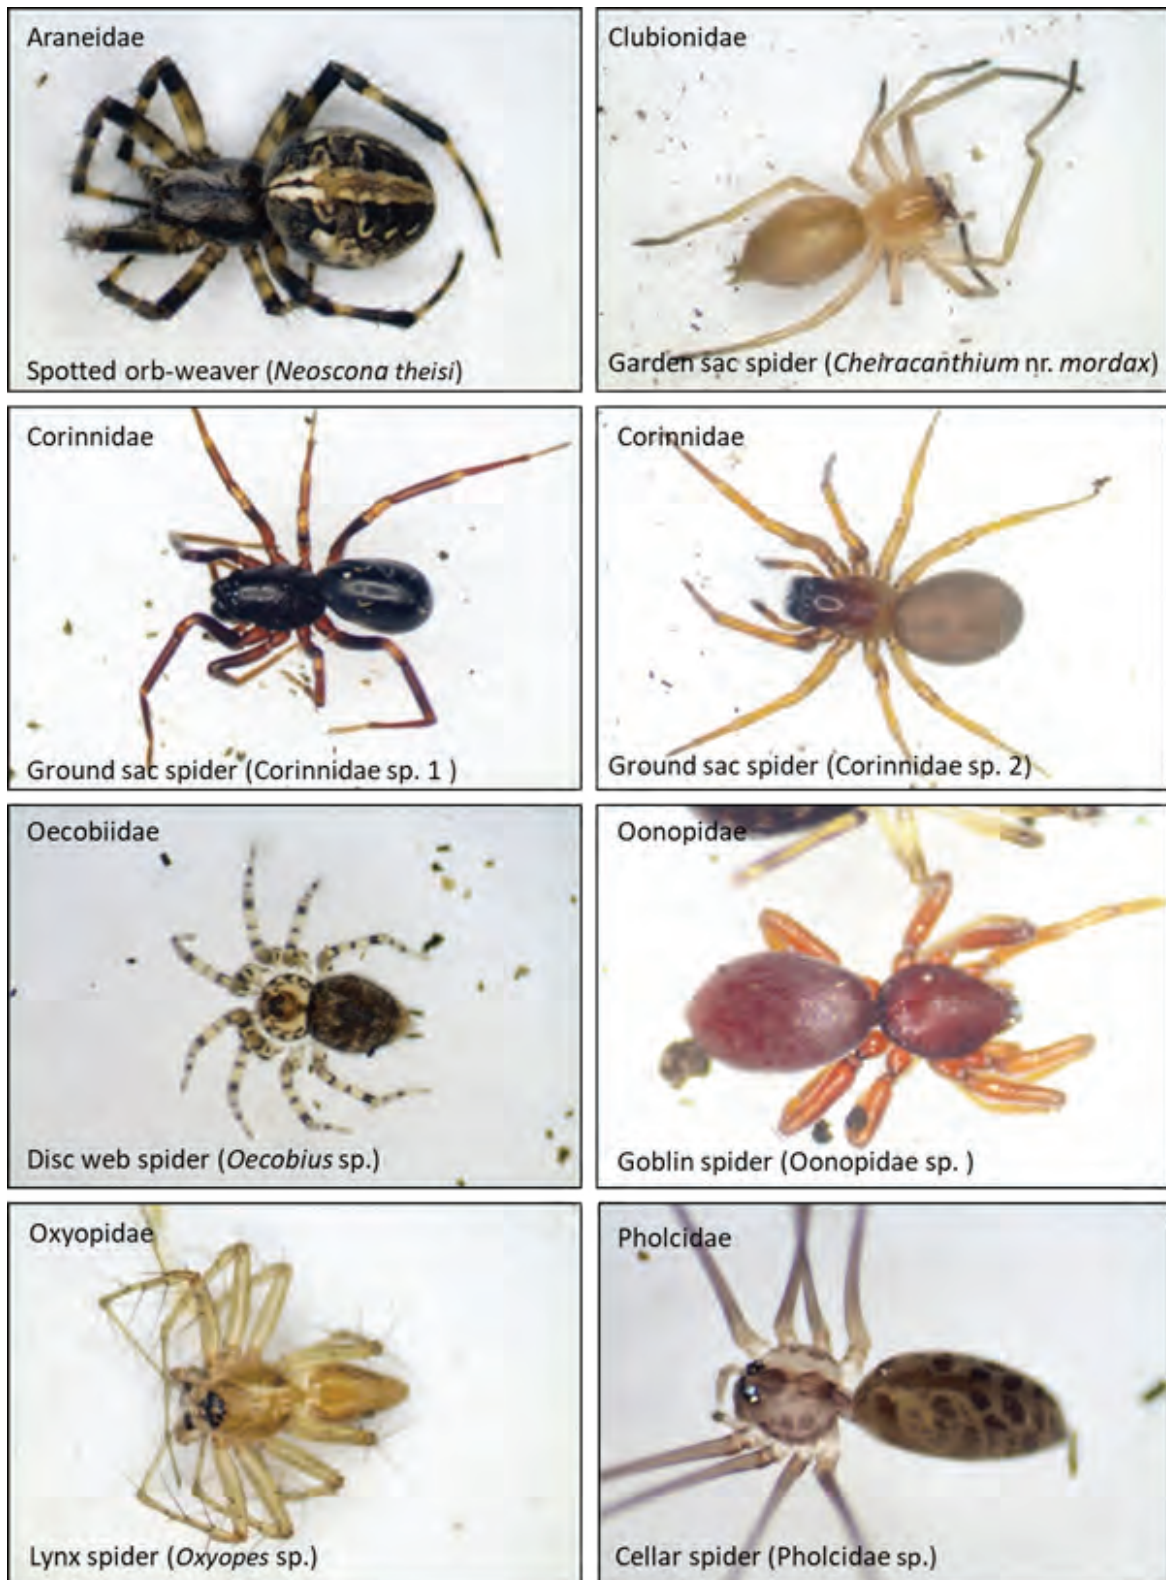 Araneidae
Spotted orb-weaver (Neoscona theisi)
Clubionidae
Garden sac spider (Cheiracanthium nr. mordax)
Corinnidae
Ground sac spider (Corinnidae sp. 1 )
Corinnidae
Ground sac spider (Corinnidae sp. 2)
Oecobiidae
Disc web spider (Oecobius sp.)
Oonopidae
Goblin spider (Oonopidae sp. )
Oxyopidae
Lynx spider (Oxyopes sp.)
Pholcidae
Cellar spider (Pholcidae sp.)